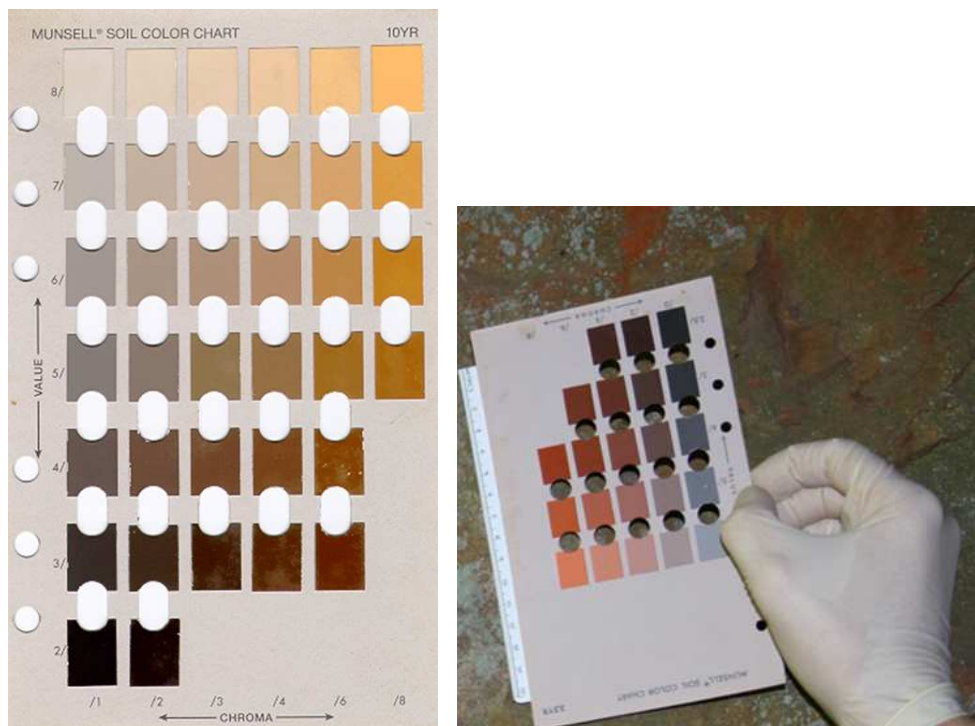 MUNSELL® SOIL COLOR CHART 10YR
8/
7/
6/
5/
VALUE
4/
3/
2/
/1 /2 /3 /4 /6 /8
CHROMA
CHROMA
MUNSELL® SOIL COLOR CHART